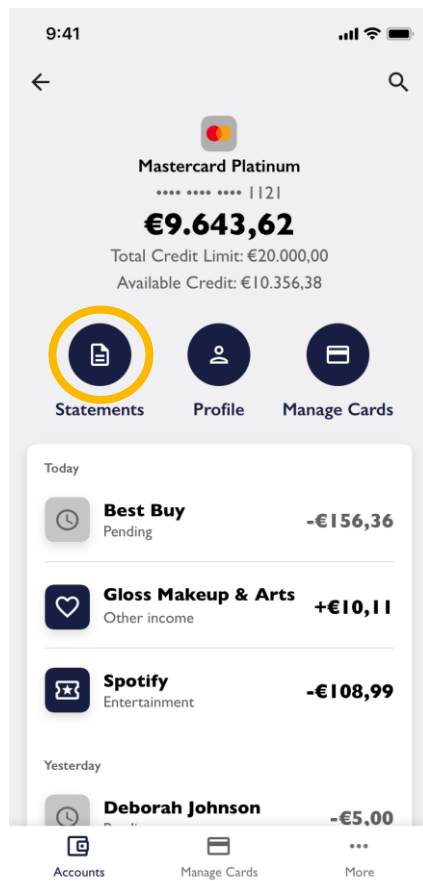 9:41
Mastercard Platinum
•••• •••• •••• 1121
€9.643,62
Total Credit Limit: €20.000,00
Available Credit: €10.356,38
Statements Profile Manage Cards
Today
Best Buy
Pending
-€156,36
Gloss Makeup & Arts
Other income
+€10,11
Spotify
Entertainment
-€108,99
Yesterday
Deborah Johnson
-€5,00
Accounts Manage Cards More